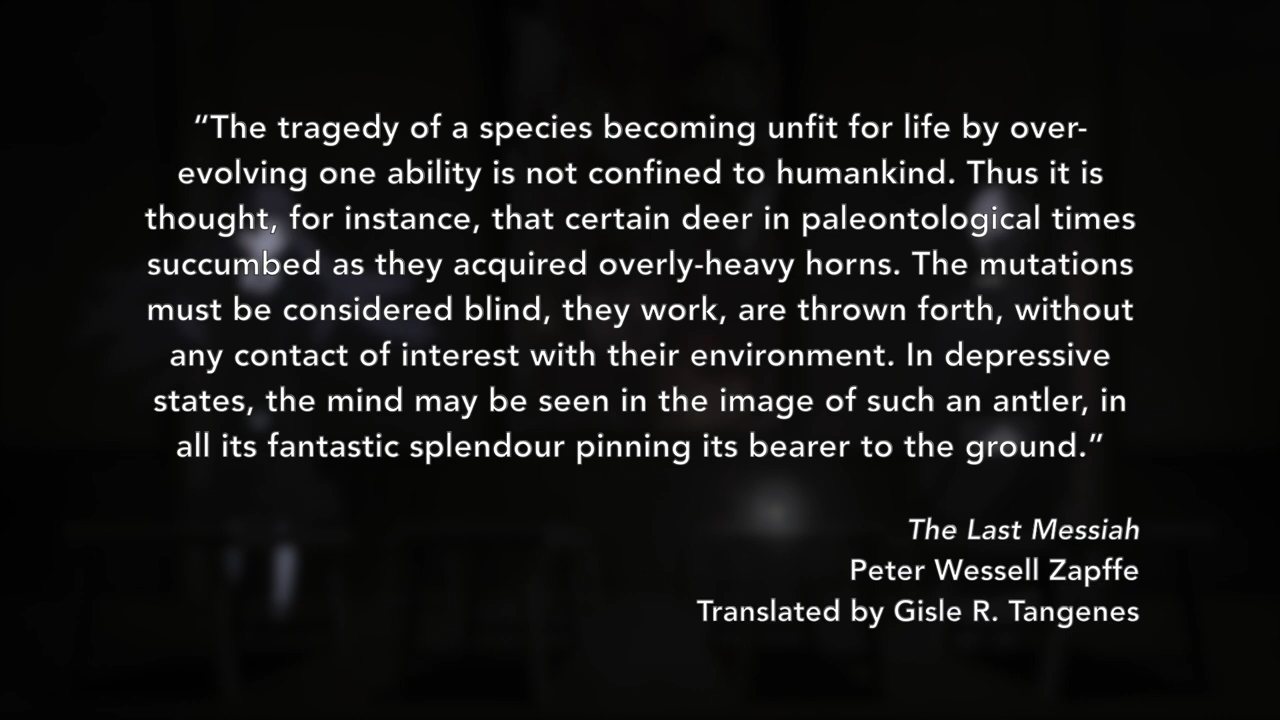 “The tragedy of a species becoming unfit for life by over-
evolving one ability is not confined to humankind. Thus it is
thought, for instance, that certain deer in paleontological times
succumbed as they acquired overly-heavy horns. The mutations
must be considered blind, they work, are thrown forth, without
any contact of interest with their environment. In depressive
states, the mind may be seen in the image of such an antler, in
all its fantastic splendour pinning its bearer to the ground.”
The Last Messiah
Peter Wessell Zapffe
Translated by Gisle R. Tangenes